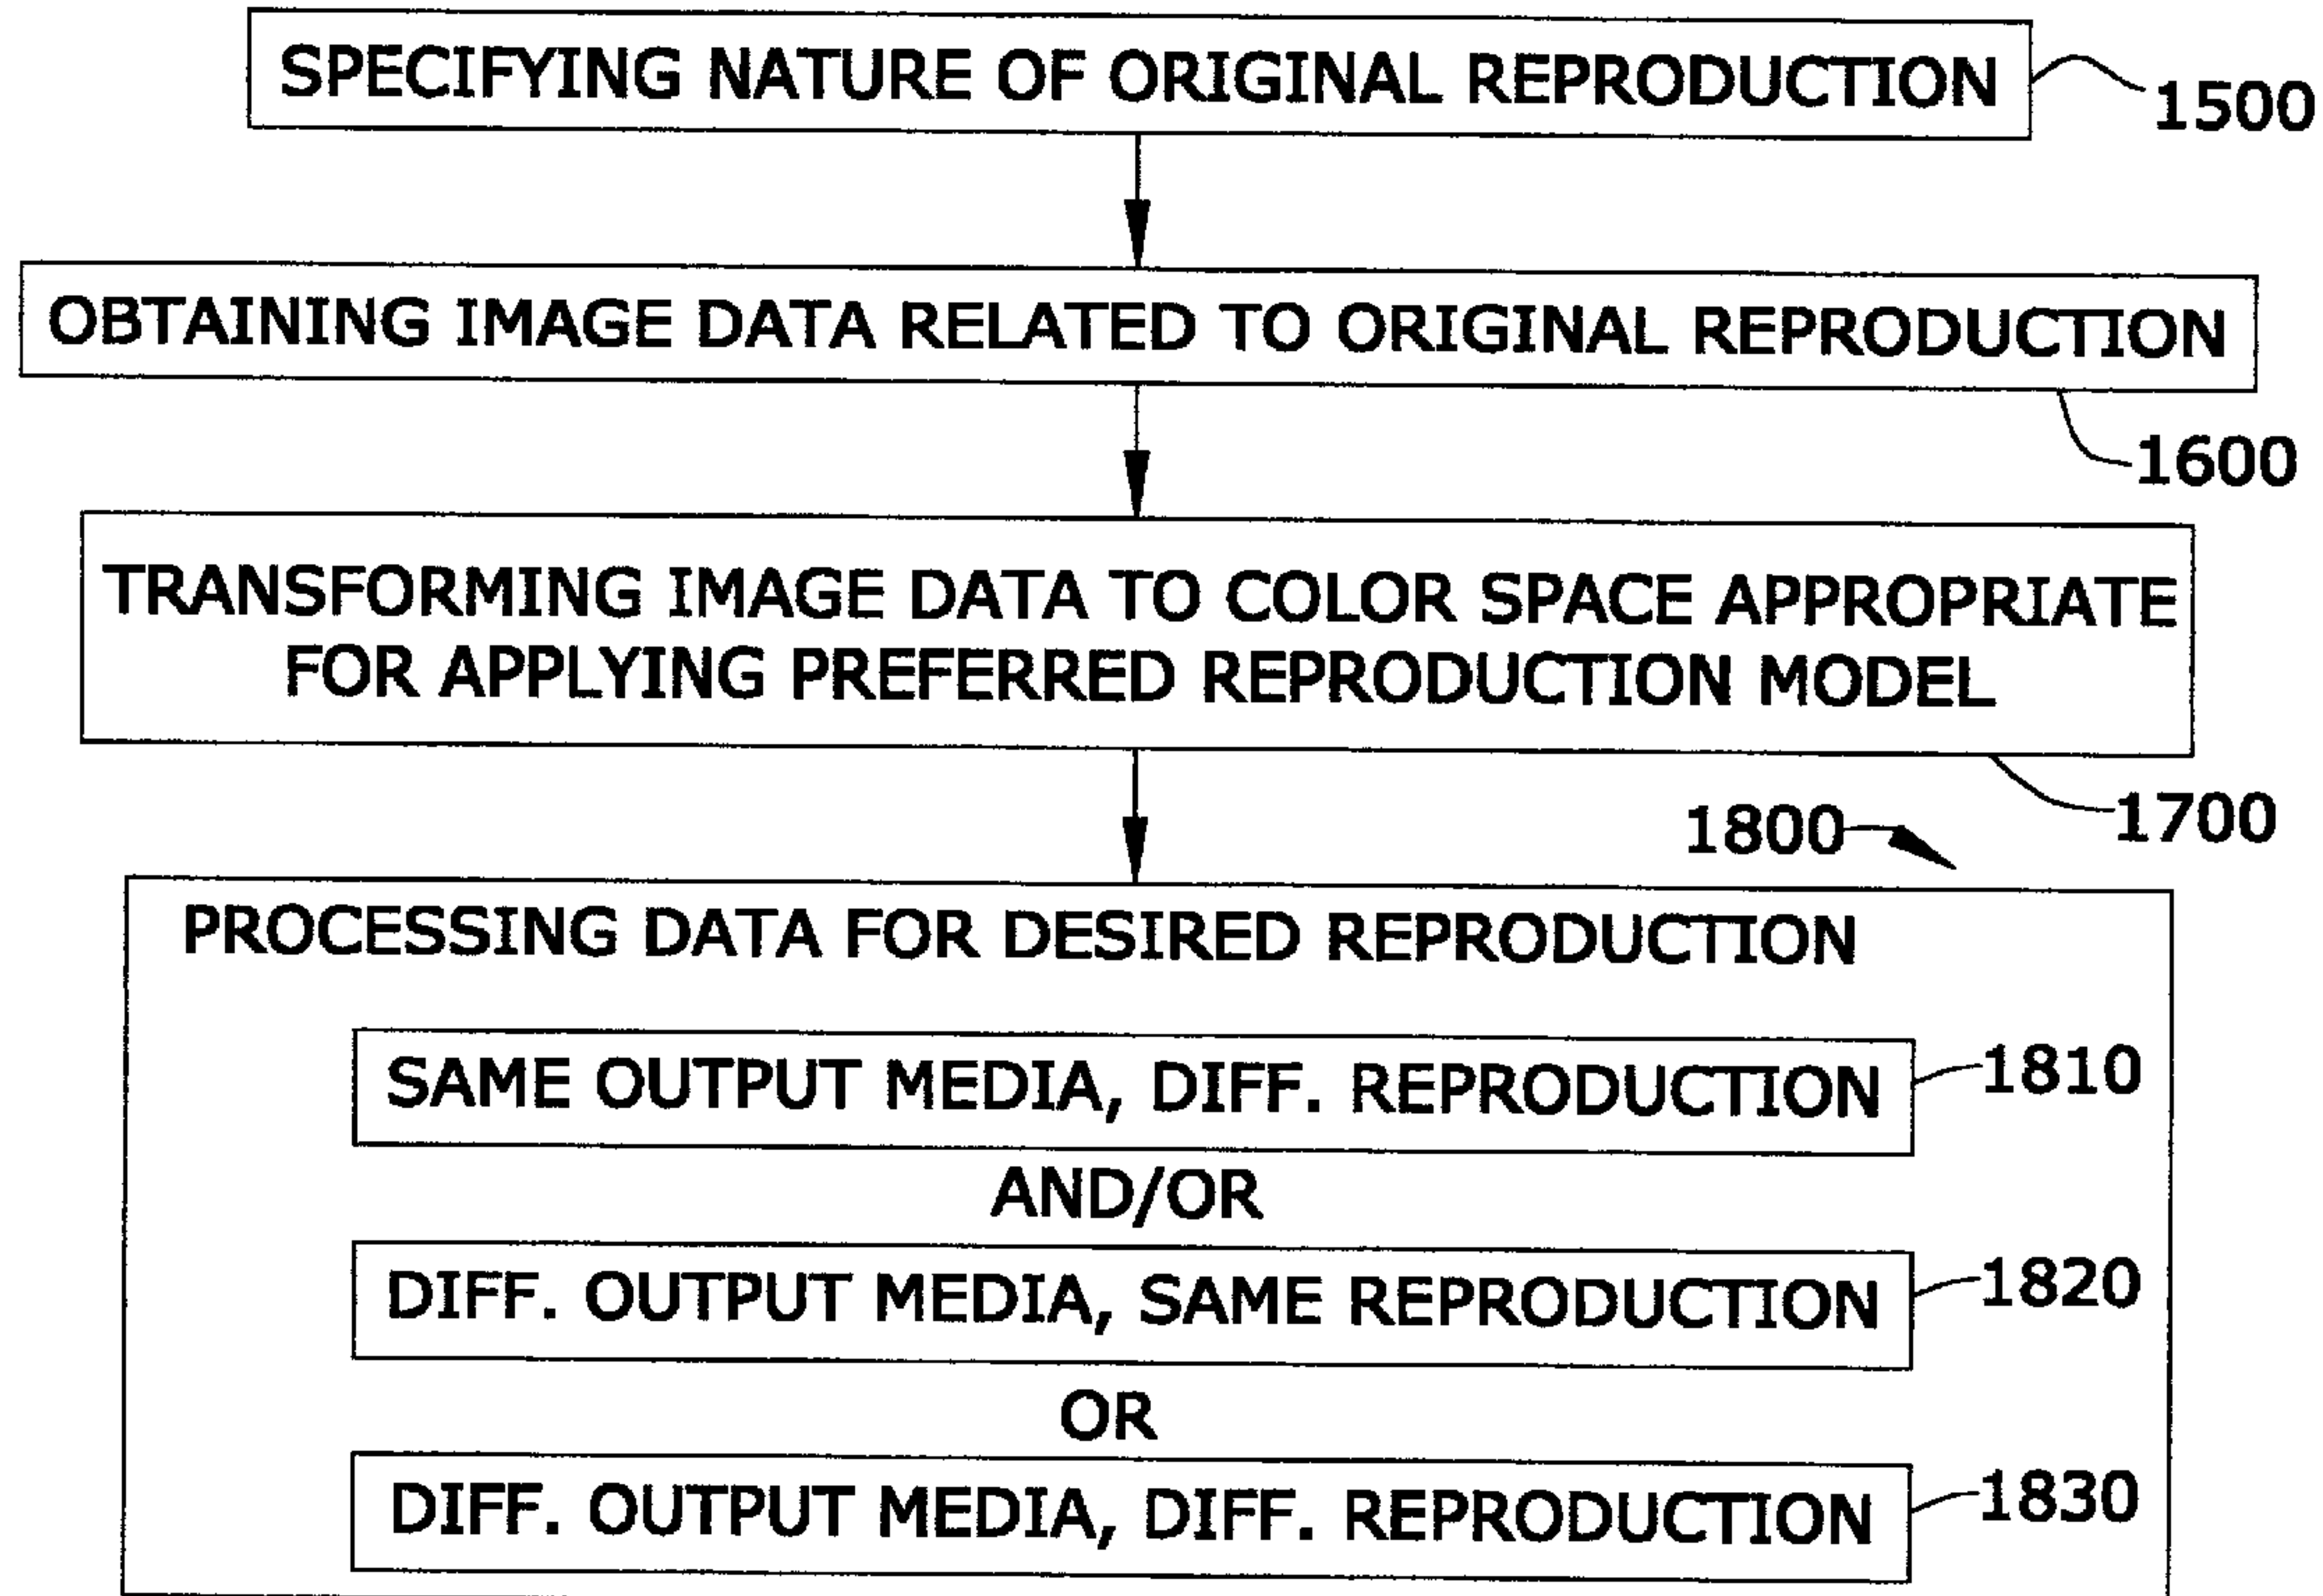 SPECIFYING NATURE OF ORIGINAL REPRODUCTION
1500
OBTAINING IMAGE DATA RELATED TO ORIGINAL REPRODUCTION
1600
TRANSFORMING IMAGE DATA TO COLOR SPACE APPROPRIATE
FOR APPLYING PREFERRED REPRODUCTION MODEL
1700
1800
PROCESSING DATA FOR DESIRED REPRODUCTION
SAME OUTPUT MEDIA, DIFF. REPRODUCTION
1810
AND/OR
DIFF. OUTPUT MEDIA, SAME REPRODUCTION
1820
OR
DIFF. OUTPUT MEDIA, DIFF. REPRODUCTION
1830